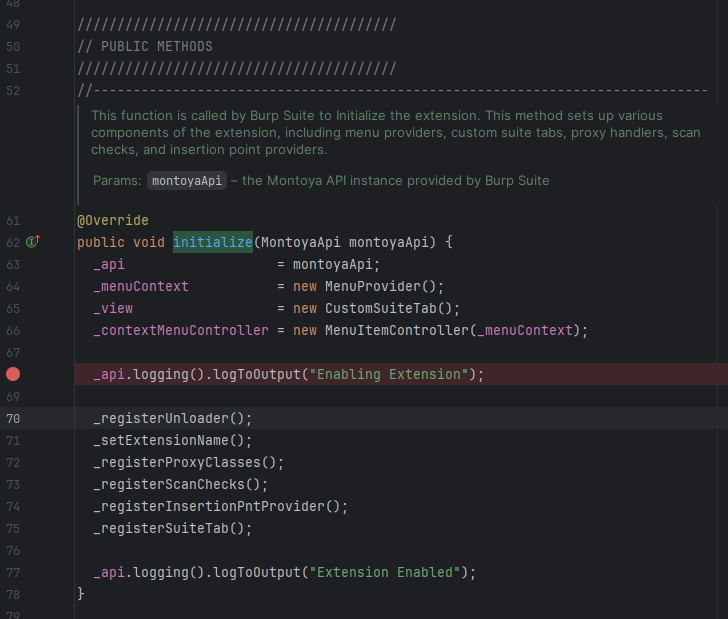 48
49 ////////////////////////////////////////
50 // PUBLIC METHODS
51 ////////////////////////////////////////
52 //-----------------------------------------------------------------------------
This function is called by Burp Suite to Initialize the extension. This method sets up various
components of the extension, including menu providers, custom suite tabs, proxy handlers, scan
checks, and insertion point providers.
Params: montoyaApi – the Montoya API instance provided by Burp Suite
61 @Override
62 public void initialize(MontoyaApi montoyaApi) {
63   _api                   = montoyaApi;
64   _menuContext           = new MenuProvider();
65   _view                  = new CustomSuiteTab();
66   _contextMenuController = new MenuItemController(_menuContext);
67
  _api.logging().logToOutput("Enabling Extension");
69
70   _registerUnloader();
71   _setExtensionName();
72   _registerProxyClasses();
73   _registerScanChecks();
74   _registerInsertionPntProvider();
75   _registerSuiteTab();
76
77   _api.logging().logToOutput("Extension Enabled");
78 }
79